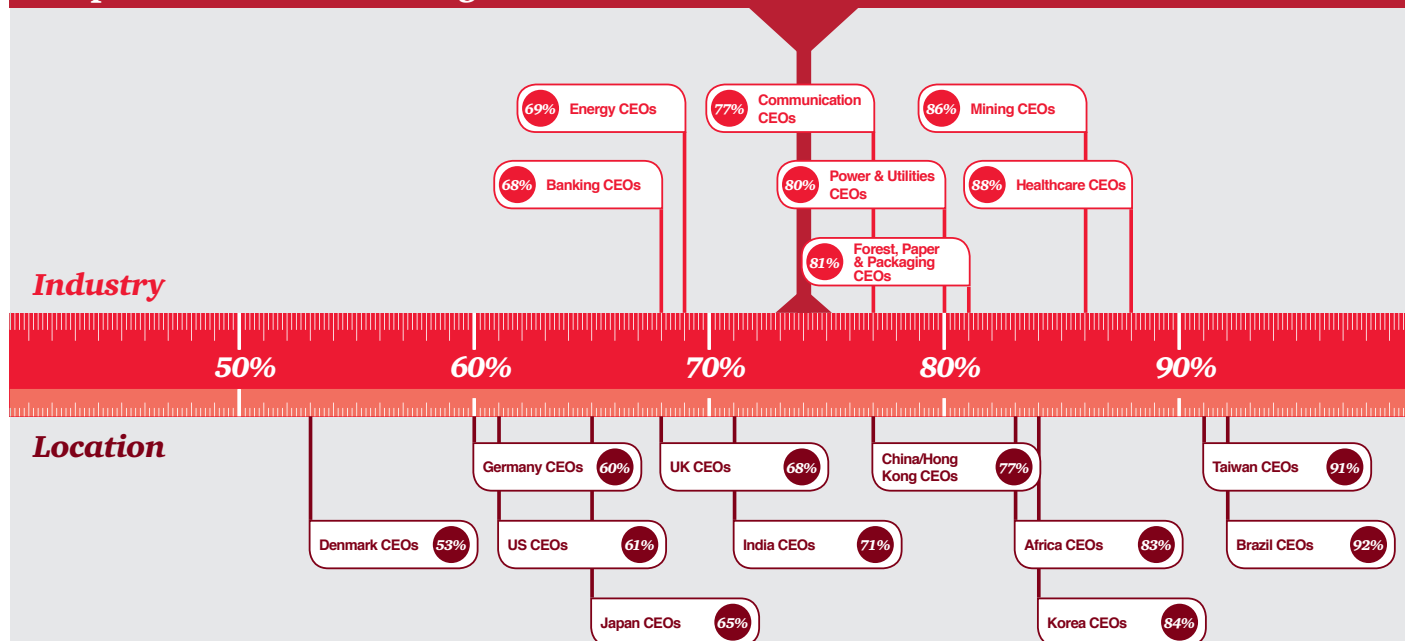 69% Energy CEOs
77% Communication
CEOs
86% Mining CEOs
68% Banking CEOs
80% Power & Utilities
CEOs
88% Healthcare CEOs
81% Forest, Paper
& Packaging
CEOs
Industry
50% 60% 70% 80% 90%
Location
Germany CEOs 60%
UK CEOs 68%
China/Hong
Kong CEOs 77%
Taiwan CEOs 91%
Denmark CEOs 53%
US CEOs 61%
India CEOs 71%
Africa CEOs 83%
Brazil CEOs 92%
Japan CEOs 65%
Korea CEOs 84%